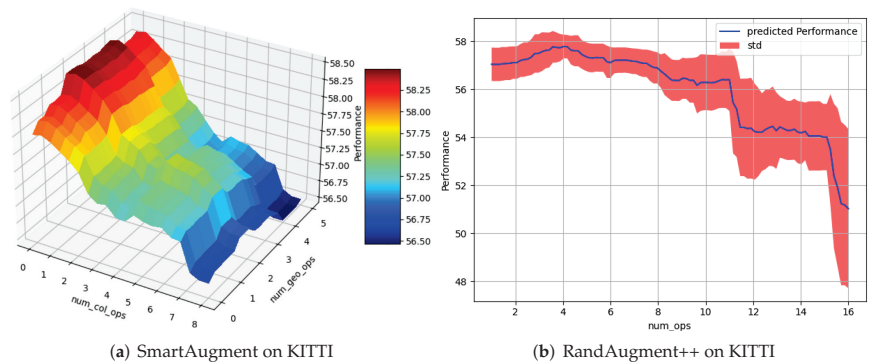 58.50
58.25
58.00
57.75
57.50
57.25
57.00
56.75
56.50
Performance
58.25
58.00
57.75
57.50
57.25
57.00
56.75
56.50
0 1 2 3 4 5 6 7 8
num_col_ops
0 1 2 3 4 5
num_geo_ops
(a) SmartAugment on KITTI
predicted Performance
std
58
56
54
52
50
48
Performance
2 4 6 8 10 12 14 16
num_ops
(b) RandAugment++ on KITTI